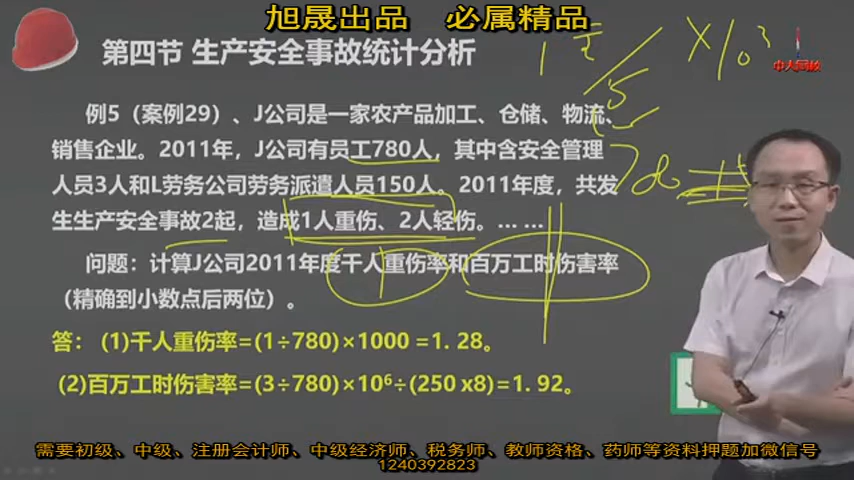 旭晟出品 必属精品
第四节 生产安全事故统计分析
例5（案例29）、J公司是一家农产品加工、仓储、物流、
销售企业。2011年，J公司有员工780人，其中含安全管理
人员3人和L劳务公司劳务派遣人员150人。2011年度，共发
生生产安全事故2起，造成1人重伤、2人轻伤。… …
问题：计算J公司2011年度千人重伤率和百万工时伤害率
（精确到小数点后两位）。
答： (1)千人重伤率=(1÷780)×1000 =1. 28。
(2)百万工时伤害率=(3÷780)×10⁶÷(250 x8)=1. 92。
需要初级、中级、注册会计师、中级经济师、税务师、教师资格、药师等资料押题加微信号
1240392823